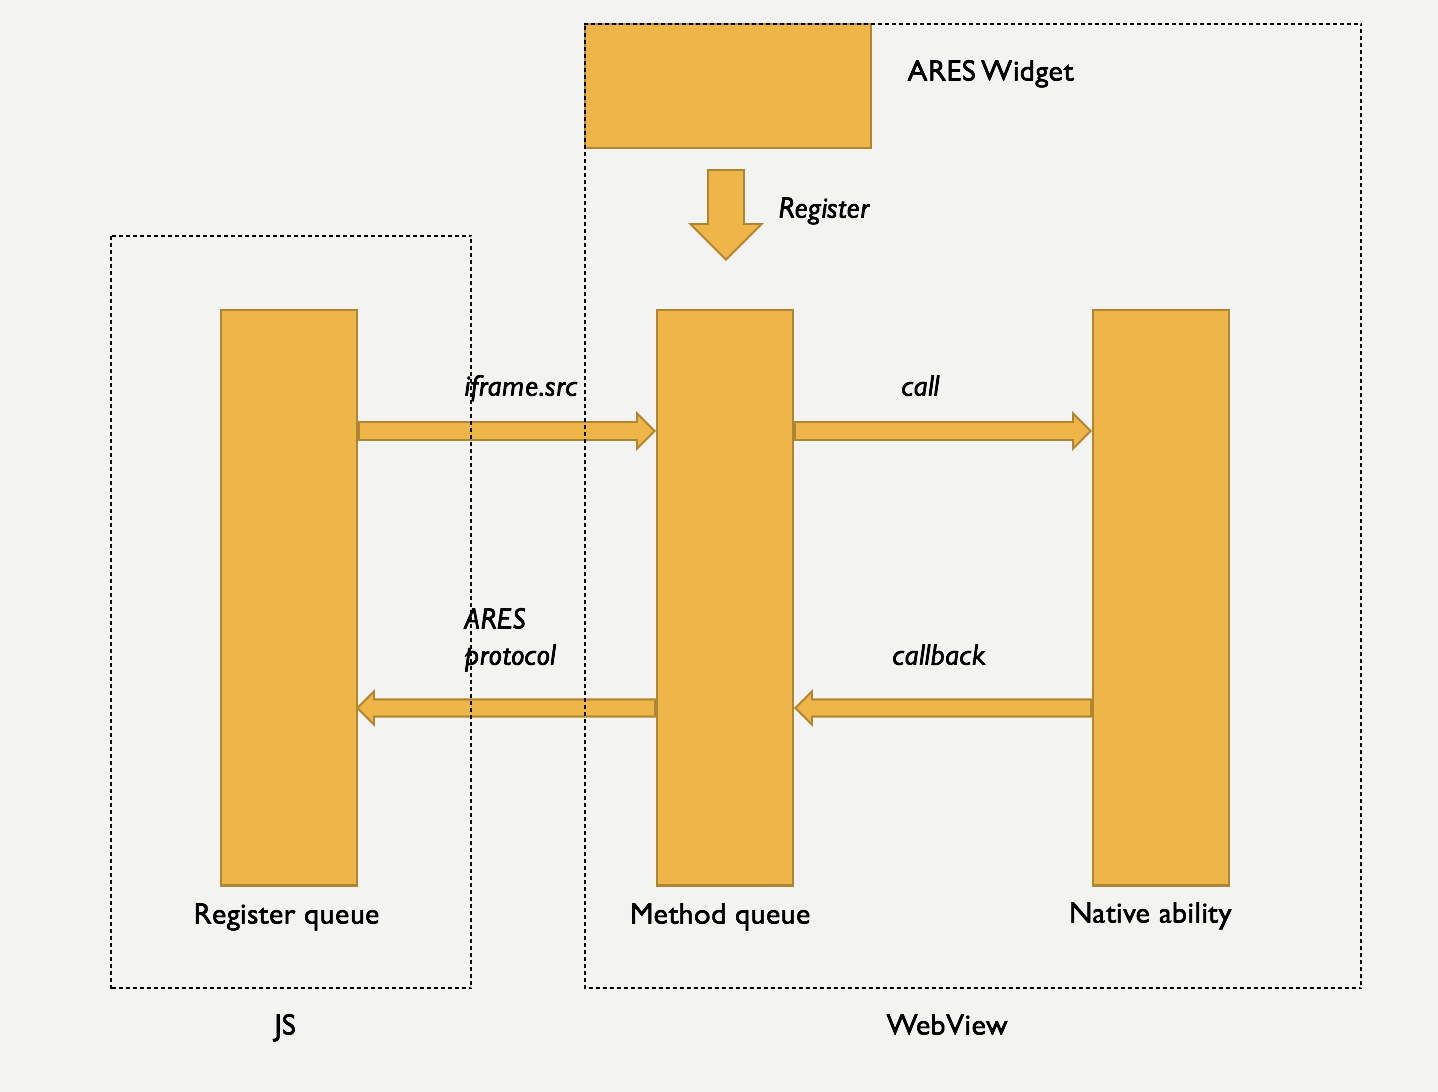 ARES Widget
Register
iframe.src
call
ARES
protocol
callback
Register queue
Method queue
Native ability
JS
WebView